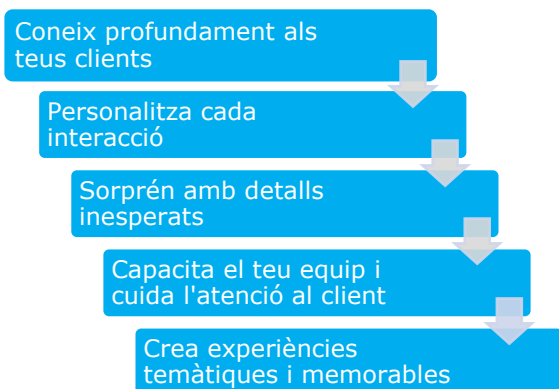 Coneix profundament als
teus clients
Personalitza cada
interacció
Sorprén amb detalls
inesperats
Capacita el teu equip i
cuida l'atenció al client
Crea experiències
temàtiques i memorables